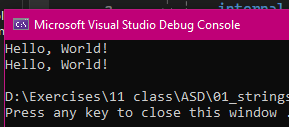 internal
Microsoft Visual Studio Debug Console
Hello, World!
Hello, World!
D:\Exercises\11 class\ASD\01_strings
Press any key to close this window .